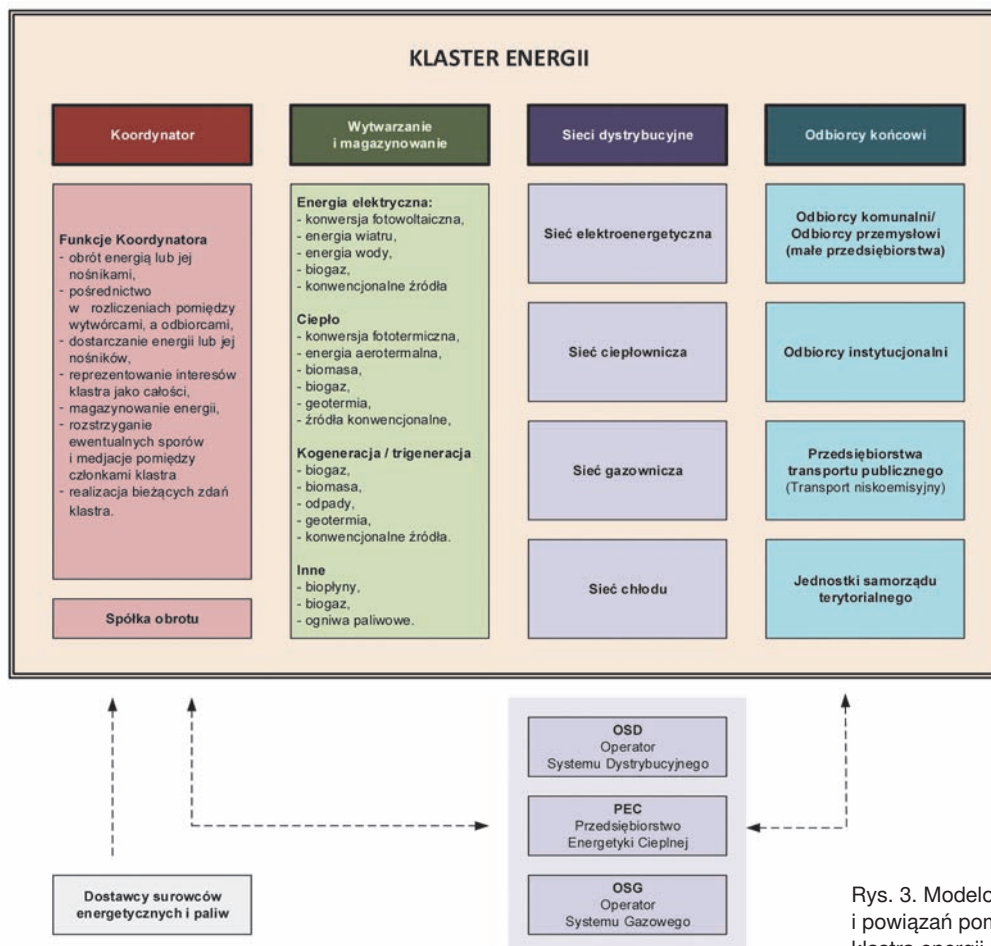 KLASTER ENERGII
Koordynator
Funkcje Koordynatora
- obrót energią lub jej
nośnikami,
- pośrednictwo
w rozliczeniach pomiędzy
wytwórcami, a odbiorcami,
- dostarczanie energii lub jej
nośników,
- reprezentowanie interesów
klastra jako całości,
- magazynowanie energii,
- rozstrzyganie
ewentualnych sporów
i medjacje pomiędzy
członkami klastra
- realizacja bieżących zdań
klastra.
Spółka obrotu
Wytwarzanie
i magazynowanie
Energia elektryczna:
- konwersja fotowoltaiczna,
- energia wiatru,
- energia wody,
- biogaz,
- konwencjonalne źródła
Ciepło
- konwersja fototermiczna,
- energia aerotermalna,
- biomasa,
- biogaz,
- geotermia,
- źródła konwencjonalne,
Kogeneracja / trigeneracja
- biogaz,
- biomasa,
- odpady,
- geotermia,
- konwencjonalne źródła.
Inne
- biopłyny,
- biogaz,
- ogniwa paliwowe.
Sieci dystrybucyjne
Sieć elektroenergetyczna
Sieć ciepłownicza
Sieć gazownicza
Sieć chłodu
Odbiorcy końcowi
Odbiorcy komunalni/
Odbiorcy przemysłowi
(małe przedsiębiorstwa)
Odbiorcy instytucjonalni
Przedsiębiorstwa
transportu publicznego
(Transport niskoemisyjny)
Jednostki samorządu
terytorialnego
OSD
Operator
Systemu Dystrybucyjnego
PEC
Przedsiębiorstwo
Energetyki Cieplnej
OSG
Operator
Systemu Gazowego
Dostawcy surowców
energetycznych i paliw
Rys. 3. Modelo
i powiązań pon